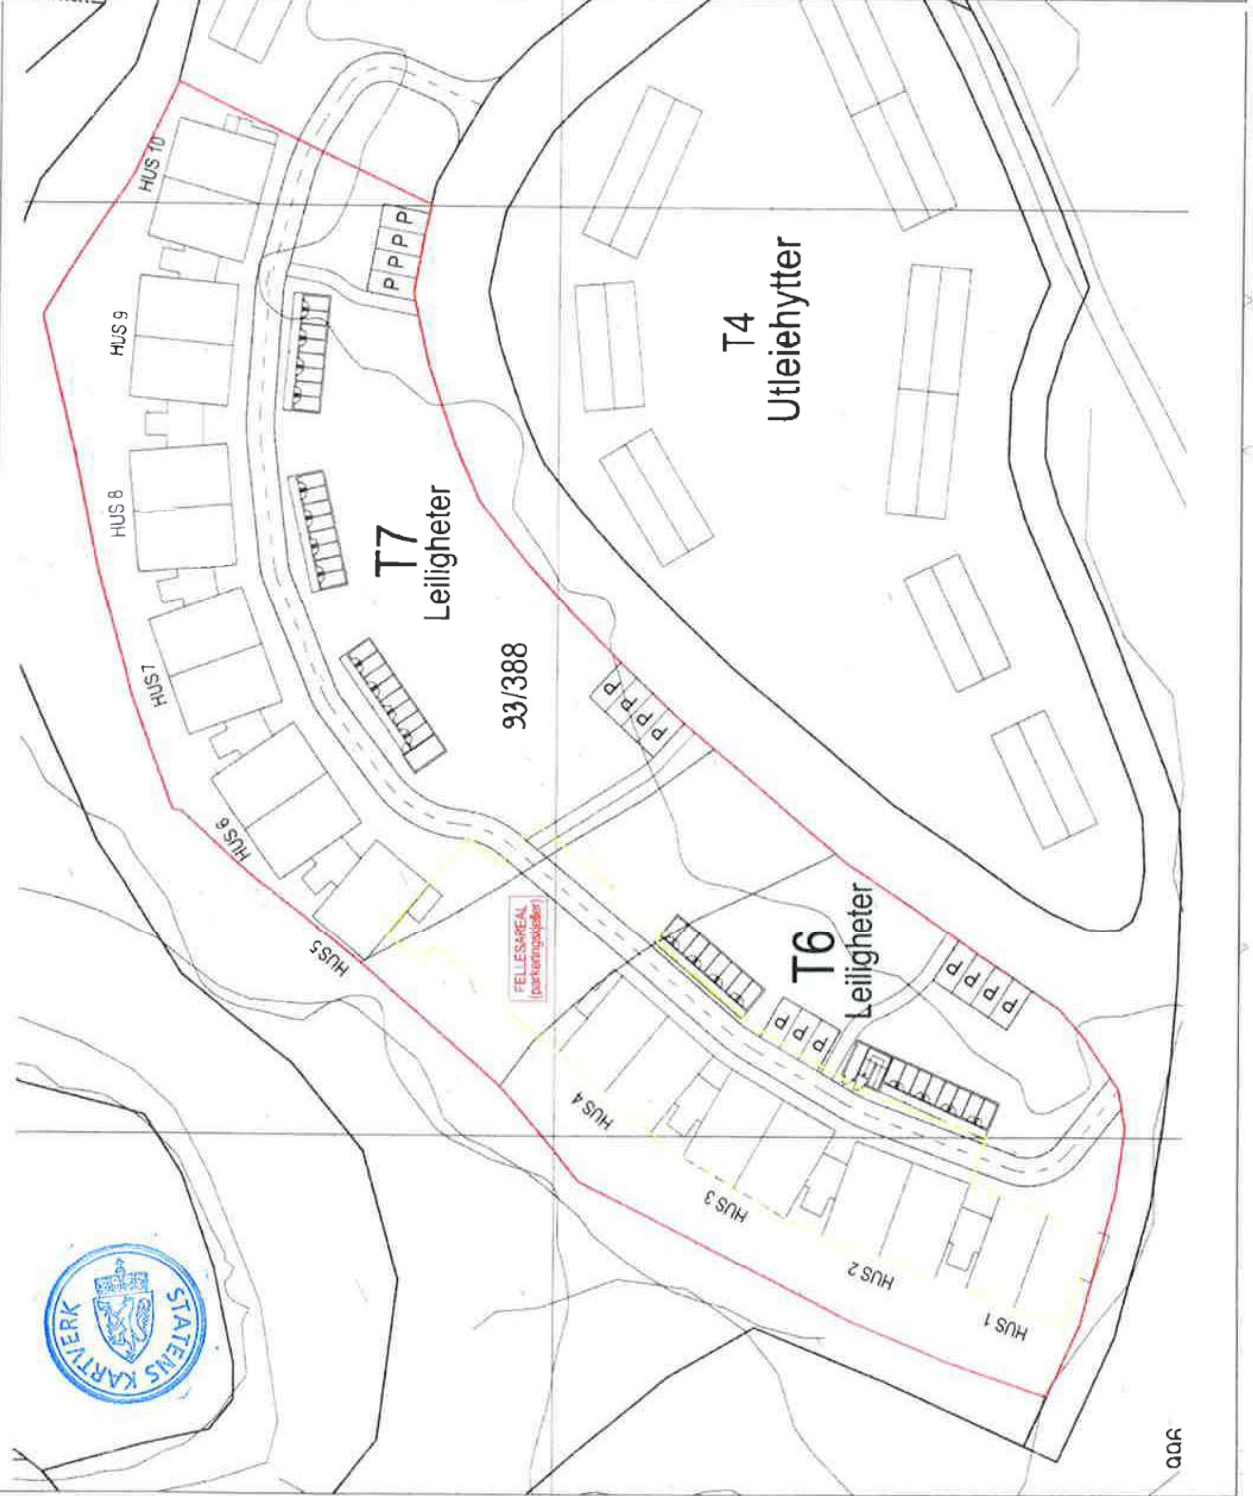 HUS 10
HUS 9
HUS 8
HUS 7
HUS 6
HUS 5
HUS 4
HUS 3
HUS 2
HUS 1
P P P P
T7
Leiligheter
93/388
P P P P
FELLESAREAL
(parkeringskjeller)
T6
Leiligheter
P P P
P P P P
T4
Utleiehytter
STATENS KARTVERK